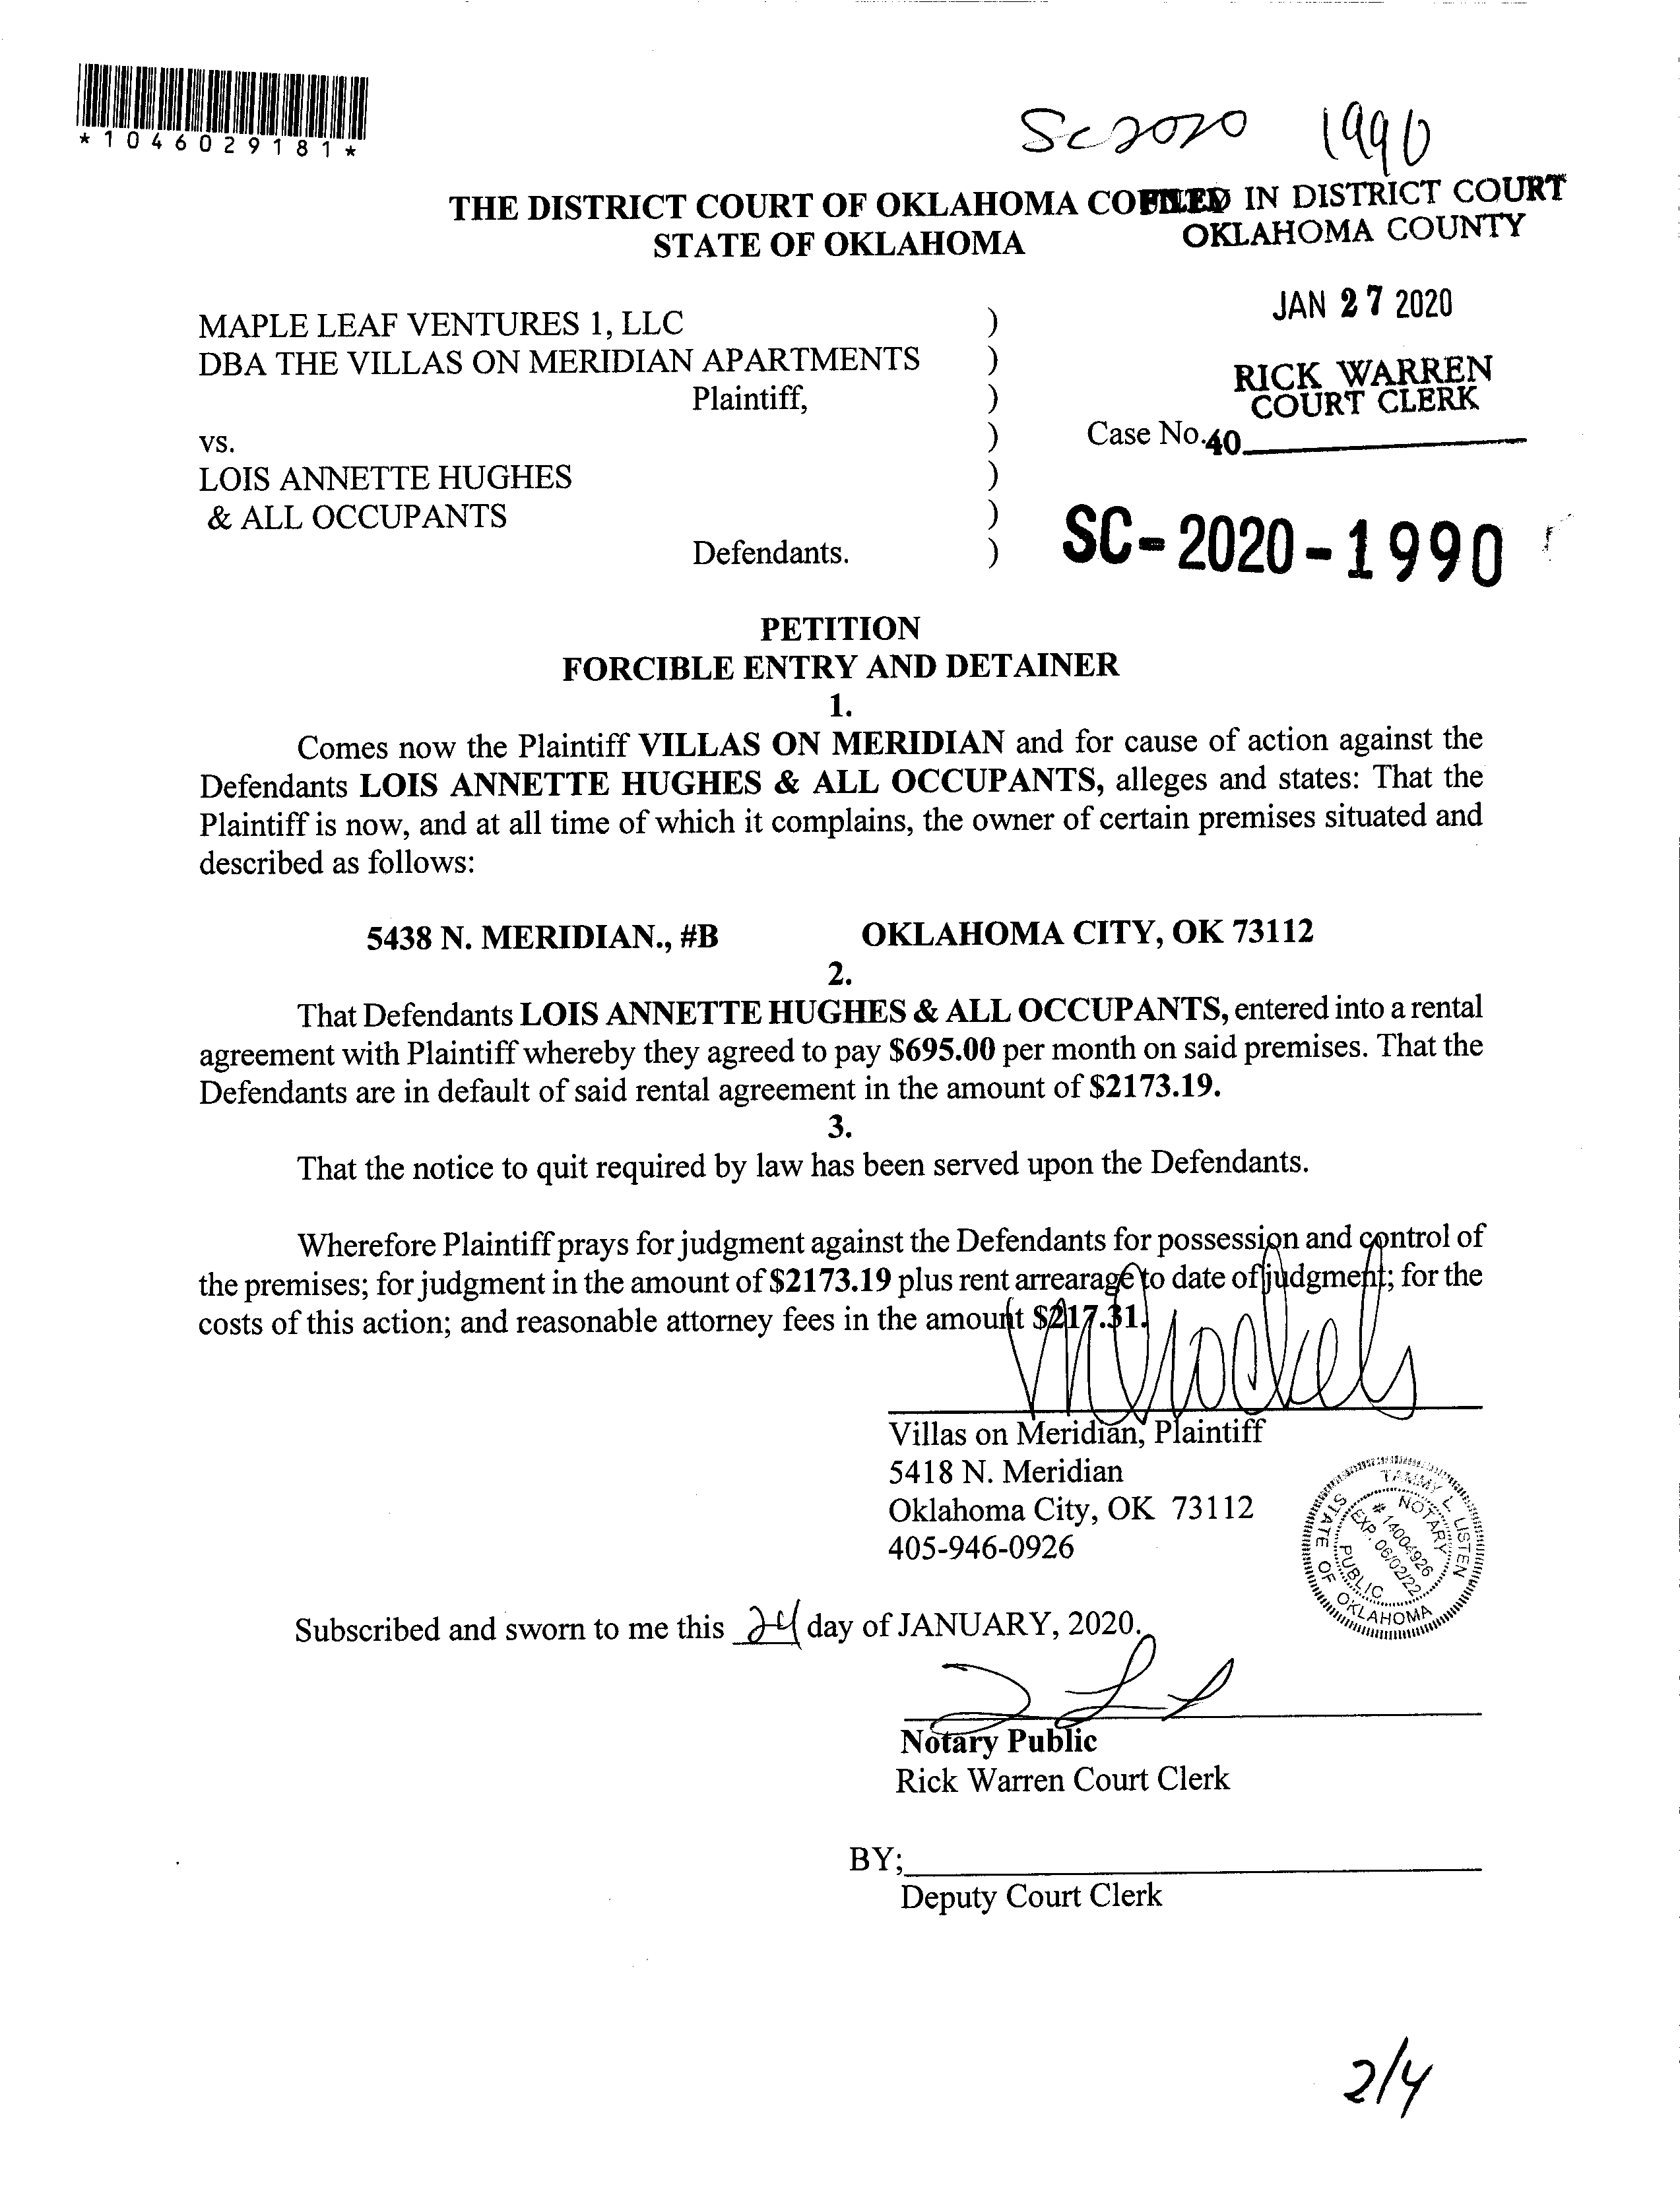 *1046029181*
Sc2020 1990
THE DISTRICT COURT OF OKLAHOMA CO
FILED IN DISTRICT COURT
STATE OF OKLAHOMA
OKLAHOMA COUNTY
JAN 27 2020
MAPLE LEAF VENTURES 1, LLC )
DBA THE VILLAS ON MERIDIAN APARTMENTS )
RICK WARREN
COURT CLERK
Plaintiff, )
vs. ) Case No. 40
LOIS ANNETTE HUGHES )
& ALL OCCUPANTS )
Defendants. )
SC-2020-1990
PETITION
FORCIBLE ENTRY AND DETAINER
1.
Comes now the Plaintiff VILLAS ON MERIDIAN and for cause of action against the
Defendants LOIS ANNETTE HUGHES & ALL OCCUPANTS, alleges and states: That the
Plaintiff is now, and at all time of which it complains, the owner of certain premises situated and
described as follows:
5438 N. MERIDIAN., #B OKLAHOMA CITY, OK 73112
2.
That Defendants LOIS ANNETTE HUGHES & ALL OCCUPANTS, entered into a rental
agreement with Plaintiff whereby they agreed to pay $695.00 per month on said premises. That the
Defendants are in default of said rental agreement in the amount of $2173.19.
3.
That the notice to quit required by law has been served upon the Defendants.
Wherefore Plaintiff prays for judgment against the Defendants for possession and control of
the premises; for judgment in the amount of $2173.19 plus rent arrearage to date of judgment; for the
costs of this action; and reasonable attorney fees in the amount $217.31.
Villas on Meridian, Plaintiff
5418 N. Meridian
Oklahoma City, OK 73112
405-946-0926
TAMMY L. LISTEN
NOTARY PUBLIC
# 14004926
EXP. 06/02/22
STATE OF OKLAHOMA
Subscribed and sworn to me this 24 day of JANUARY, 2020.
Notary Public
Rick Warren Court Clerk
BY;
Deputy Court Clerk
2/4